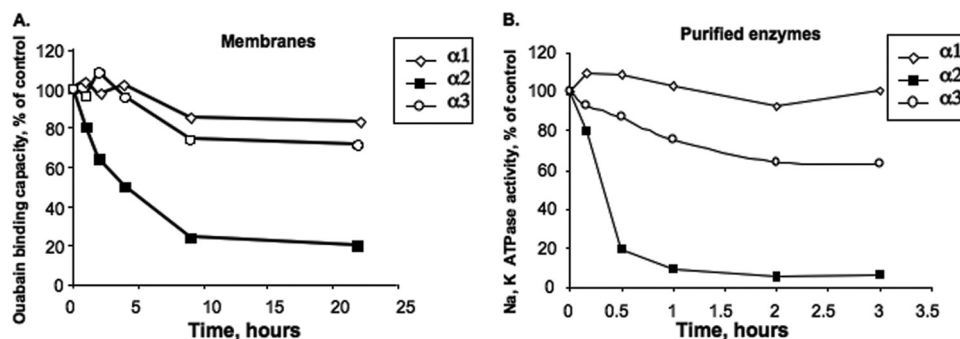 A.
Membranes
α1
α2
α3
Ouabain binding capacity, % of control
120
100
80
60
40
20
0
0 5 10 15 20 25
Time, hours
B.
Purified enzymes
α1
α2
α3
Na, K ATPase activity, % of control
120
100
80
60
40
20
0
0 0.5 1 1.5 2 2.5 3 3.5
Time, hours